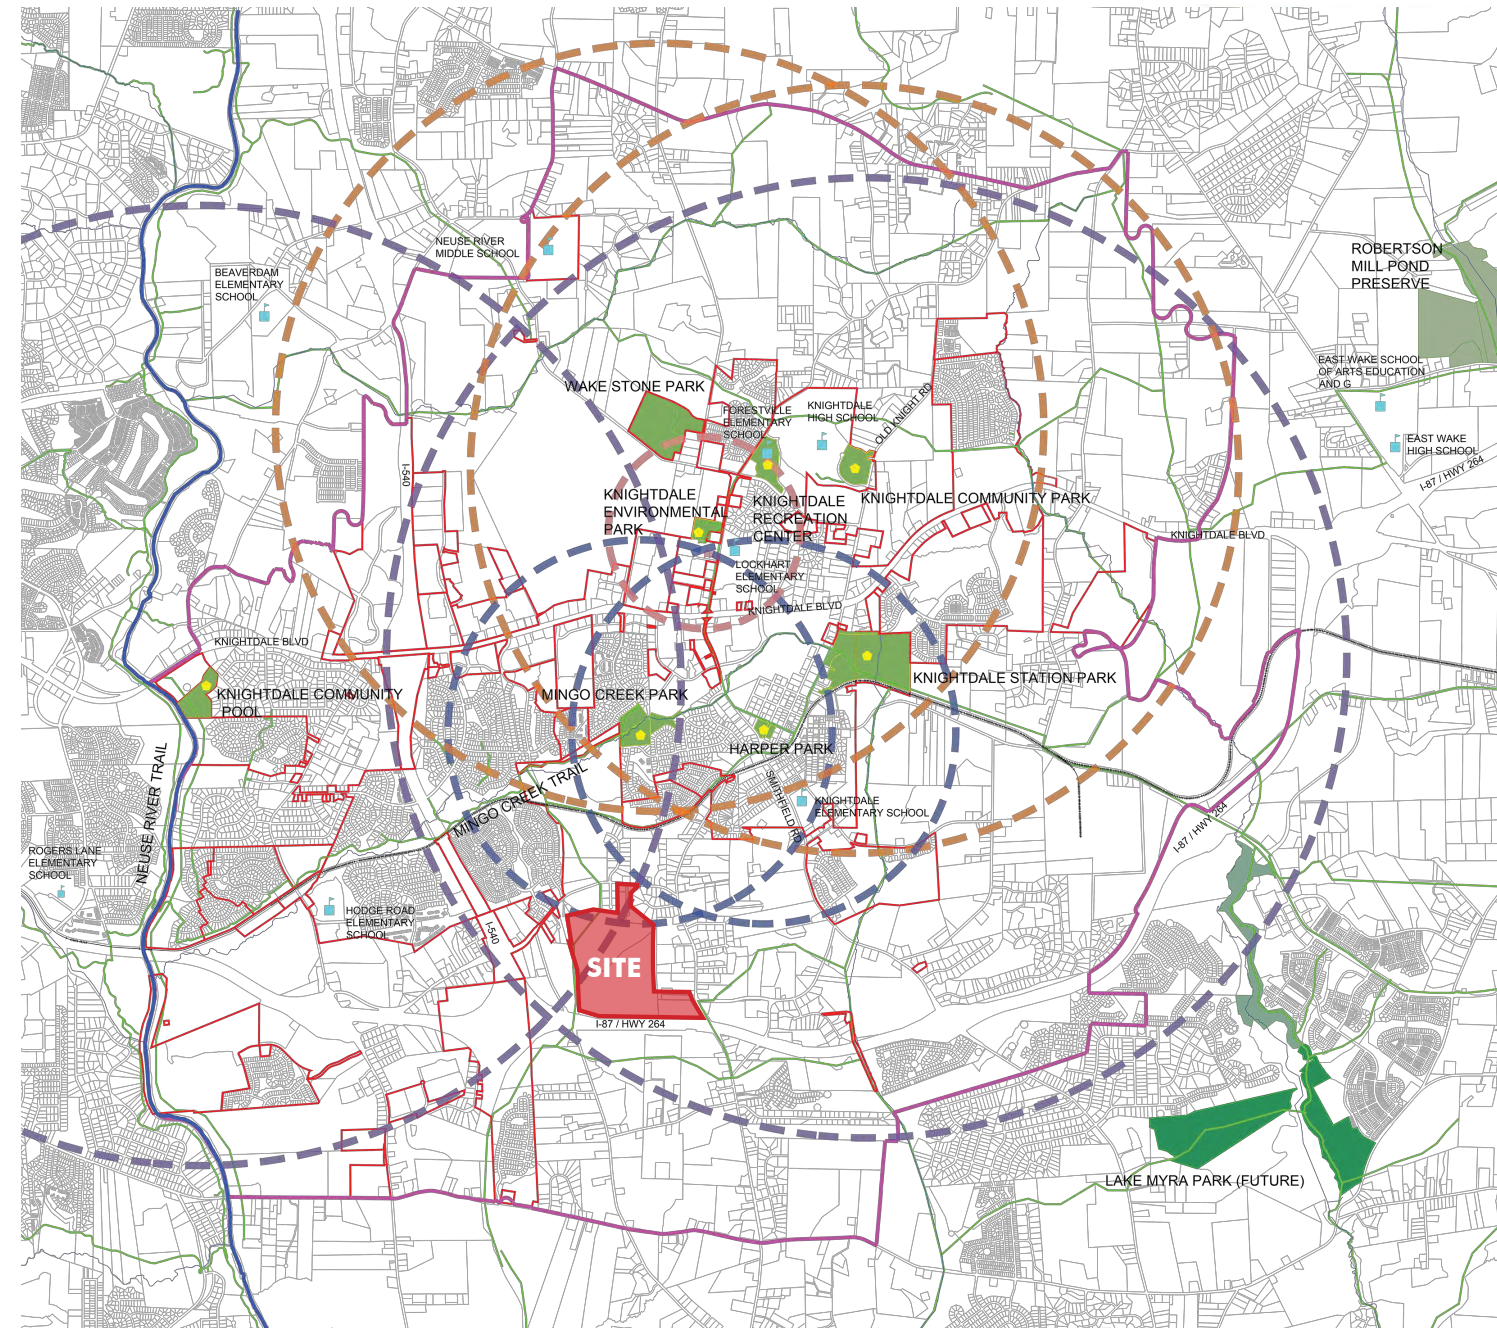 NEUSE RIVER
MIDDLE SCHOOL
BEAVERDAM
ELEMENTARY
SCHOOL
ROBERTSON
MILL POND
PRESERVE
EAST WAKE SCHOOL
OF ARTS EDUCATION
AND G
WAKE STONE PARK
FORESTVILLE
ELEMENTARY
SCHOOL
KNIGHTDALE
HIGH SCHOOL
OLD KNIGHT RD
EAST WAKE
HIGH SCHOOL
I-87 / HWY 264
I-540
KNIGHTDALE
ENVIRONMENTAL
PARK
KNIGHTDALE
RECREATION
CENTER
KNIGHTDALE COMMUNITY PARK
KNIGHTDALE BLVD
LOCKHART
ELEMENTARY
SCHOOL
KNIGHTDALE BLVD
KNIGHTDALE BLVD
KNIGHTDALE COMMUNITY
POOL
MINGO CREEK PARK
KNIGHTDALE STATION PARK
HARPER PARK
NEUSE RIVER TRAIL
MINGO CREEK TRAIL
SMITHFIELD RD
KNIGHTDALE
ELEMENTARY SCHOOL
I-87 / HWY 264
ROGERS LANE
ELEMENTARY
SCHOOL
HODGE ROAD
ELEMENTARY
SCHOOL
I-540
SITE
I-87 / HWY 264
LAKE MYRA PARK (FUTURE)